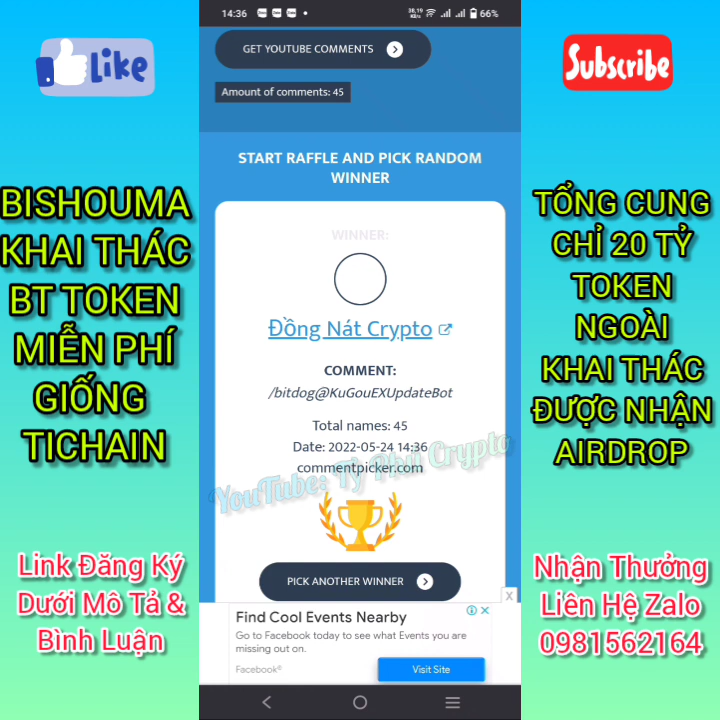 Like
BISHOUMA
KHAI THÁC
BT TOKEN
MIỄN PHÍ
GIỐNG
TICHAIN
Link Đăng Ký
Dưới Mô Tả &
Bình Luận
14:36
38,19 KB/s
66%
GET YOUTUBE COMMENTS
Amount of comments: 45
START RAFFLE AND PICK RANDOM
WINNER
WINNER:
Đồng Nát Crypto
COMMENT:
/bitdog@KuGouEXUpdateBot
Total names: 45
Date: 2022-05-24 14:36
commentpicker.com
YouTube: Tỷ Phú Crypto
PICK ANOTHER WINNER
X
Find Cool Events Nearby
Go to Facebook today to see what Events you are
missing out on.
Facebook®
Visit Site
Subscribe
TỔNG CUNG
CHỈ 20 TỶ
TOKEN
NGOÀI
KHAI THÁC
ĐƯỢC NHẬN
AIRDROP
Nhận Thưởng
Liên Hệ Zalo
0981562164